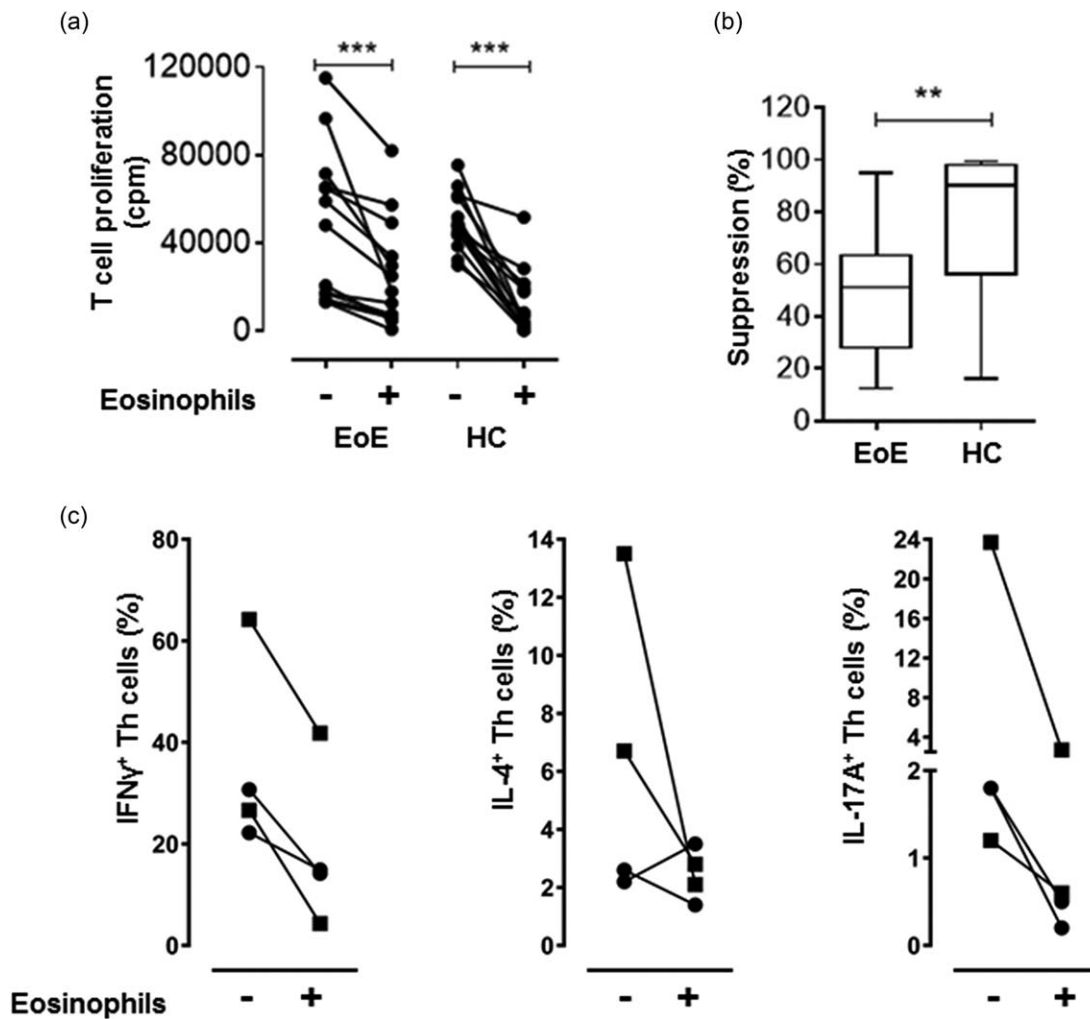 (a)
T cell proliferation
(cpm)
120000
80000
40000
0
***
***
Eosinophils
- + - +
EoE HC
(b)
Suppression (%)
120
100
80
60
40
20
0
**
EoE HC
(c)
IFNγ⁺ Th cells (%)
80
60
40
20
0
IL-4⁺ Th cells (%)
14
12
10
8
6
4
2
0
IL-17A⁺ Th cells (%)
24
20
16
12
8
4
2
1
0
Eosinophils - + - + - +